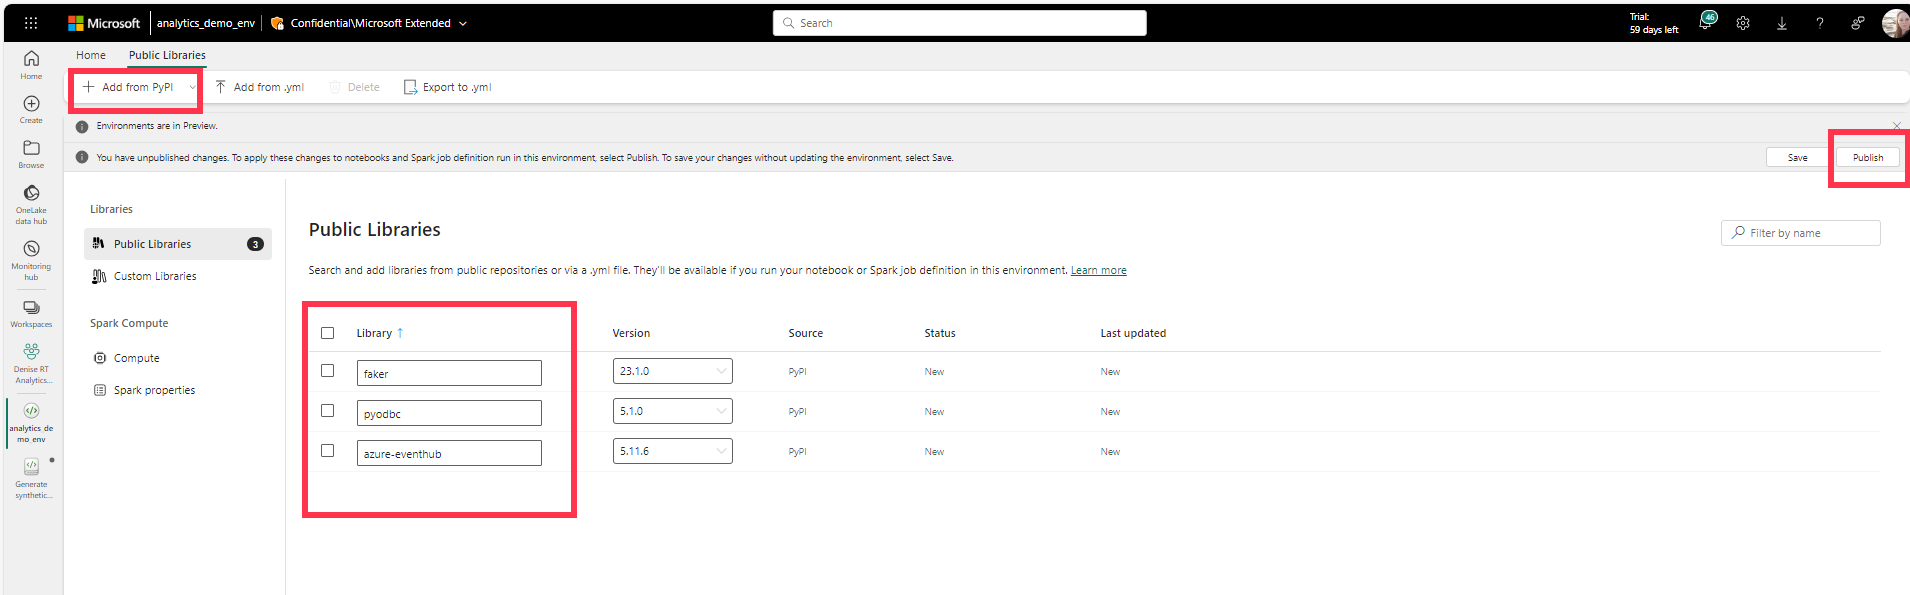 Microsoft analytics_demo_env Confidential\Microsoft Extended Search Trial: 59 days left 46 ?
Home Public Libraries
Add from PyPI Add from .yml Delete Export to .yml
Environments are in Preview.
You have unpublished changes. To apply these changes to notebooks and Spark job definition run in this environment, select Publish. To save your changes without updating the environment, select Save. Save Publish
Home
Create
Browse
OneLake
data hub
Monitoring
hub
Workspaces
Denise RT
Analytics...
analytics_de
mo_env
Generate
synthetic...
Libraries
Public Libraries 3
Custom Libraries
Spark Compute
Compute
Spark properties
Public Libraries
Filter by name
Search and add libraries from public repositories or via a .yml file. They'll be available if you run your notebook or Spark job definition in this environment. Learn more
Library ↑ Version Source Status Last updated
faker 23.1.0 PyPI New New
pyodbc 5.1.0 PyPI New New
azure-eventhub 5.11.6 PyPI New New